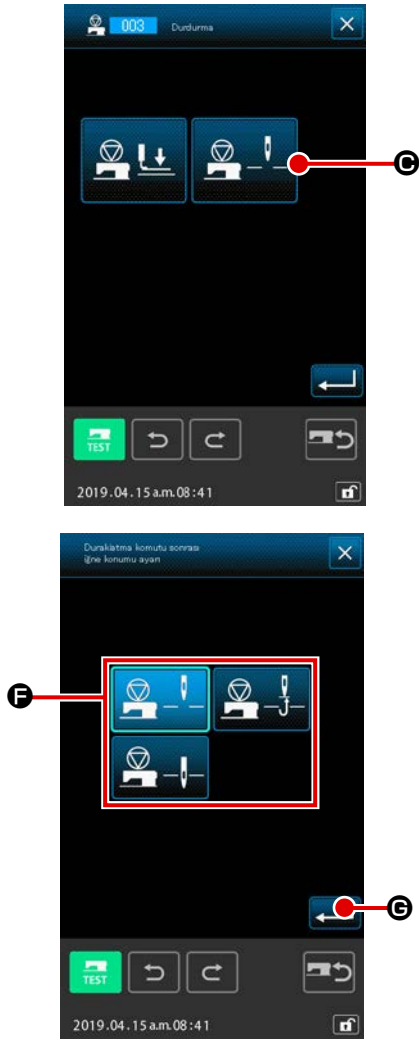 003 Durdurma
C
TEST
2019.04.15 a.m. 08:41
Duraklatma komutu sonrası
iğne konumu ayarı
F
G
TEST
2019.04.15 a.m. 08:41